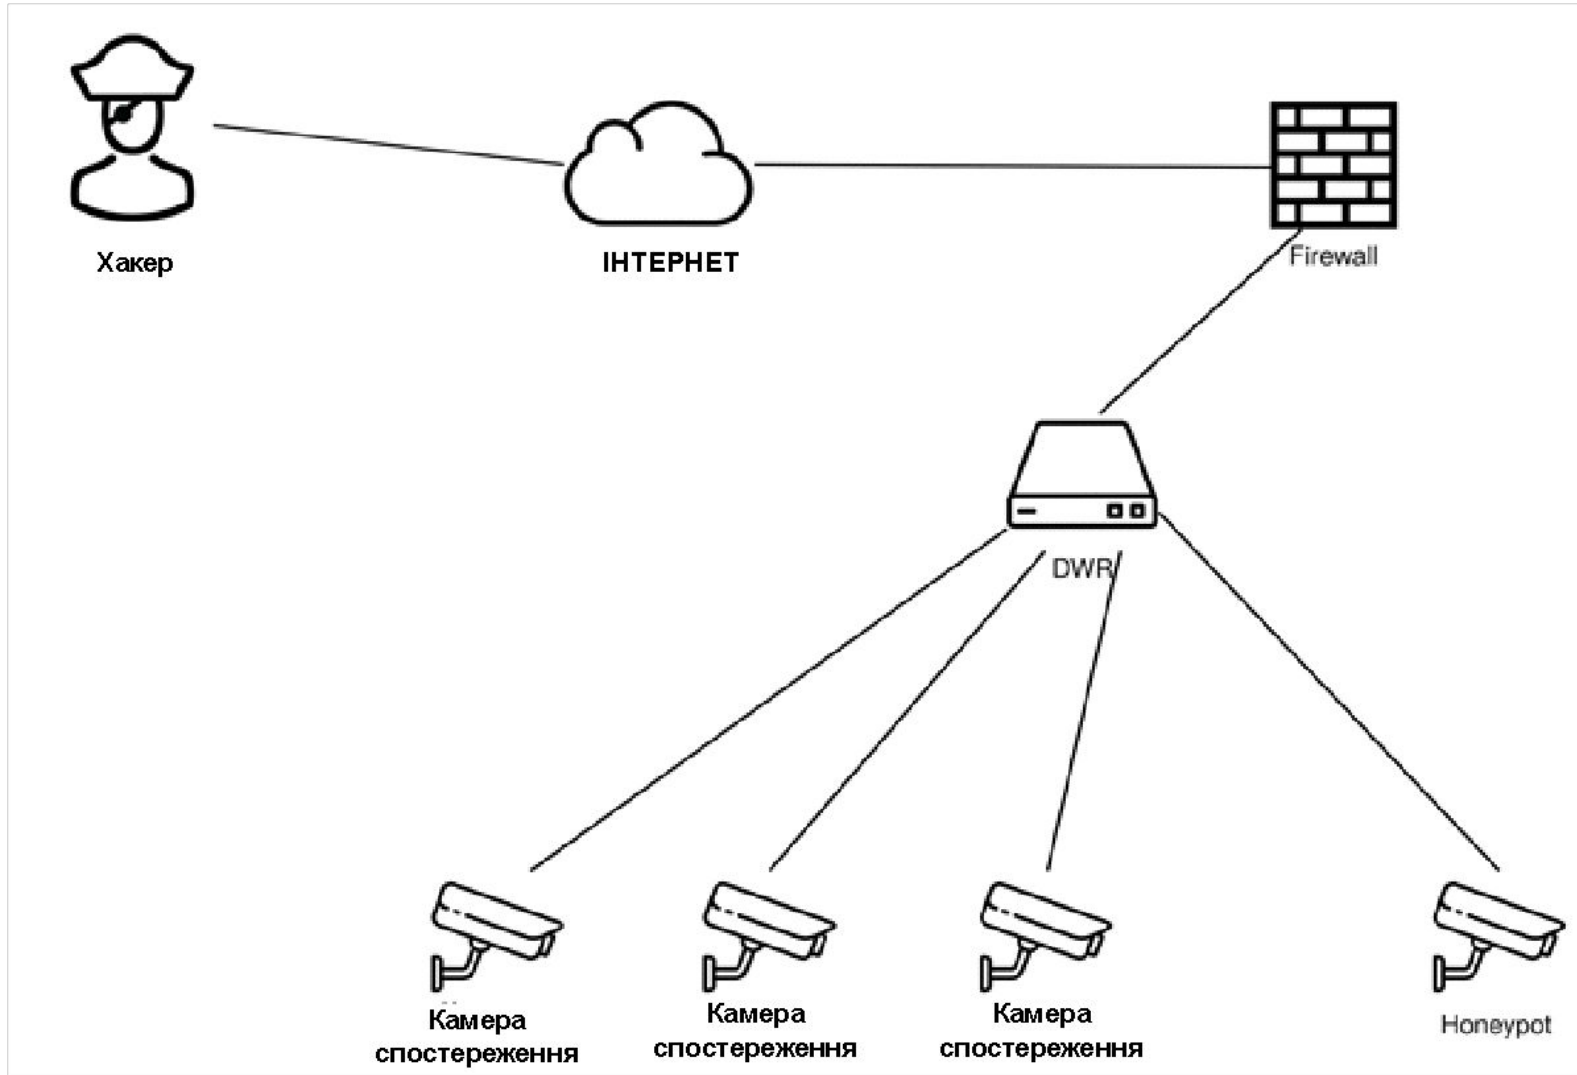 Хакер
ІНТЕРНЕТ
Firewall
DWR
Камера
спостереження
Камера
спостереження
Камера
спостереження
Honeypot